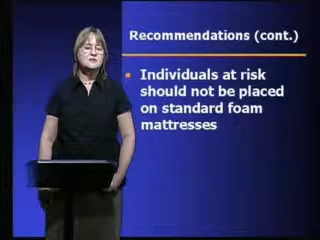 Recommendations (cont.)
• Individuals at risk
should not be placed
on standard foam
mattresses